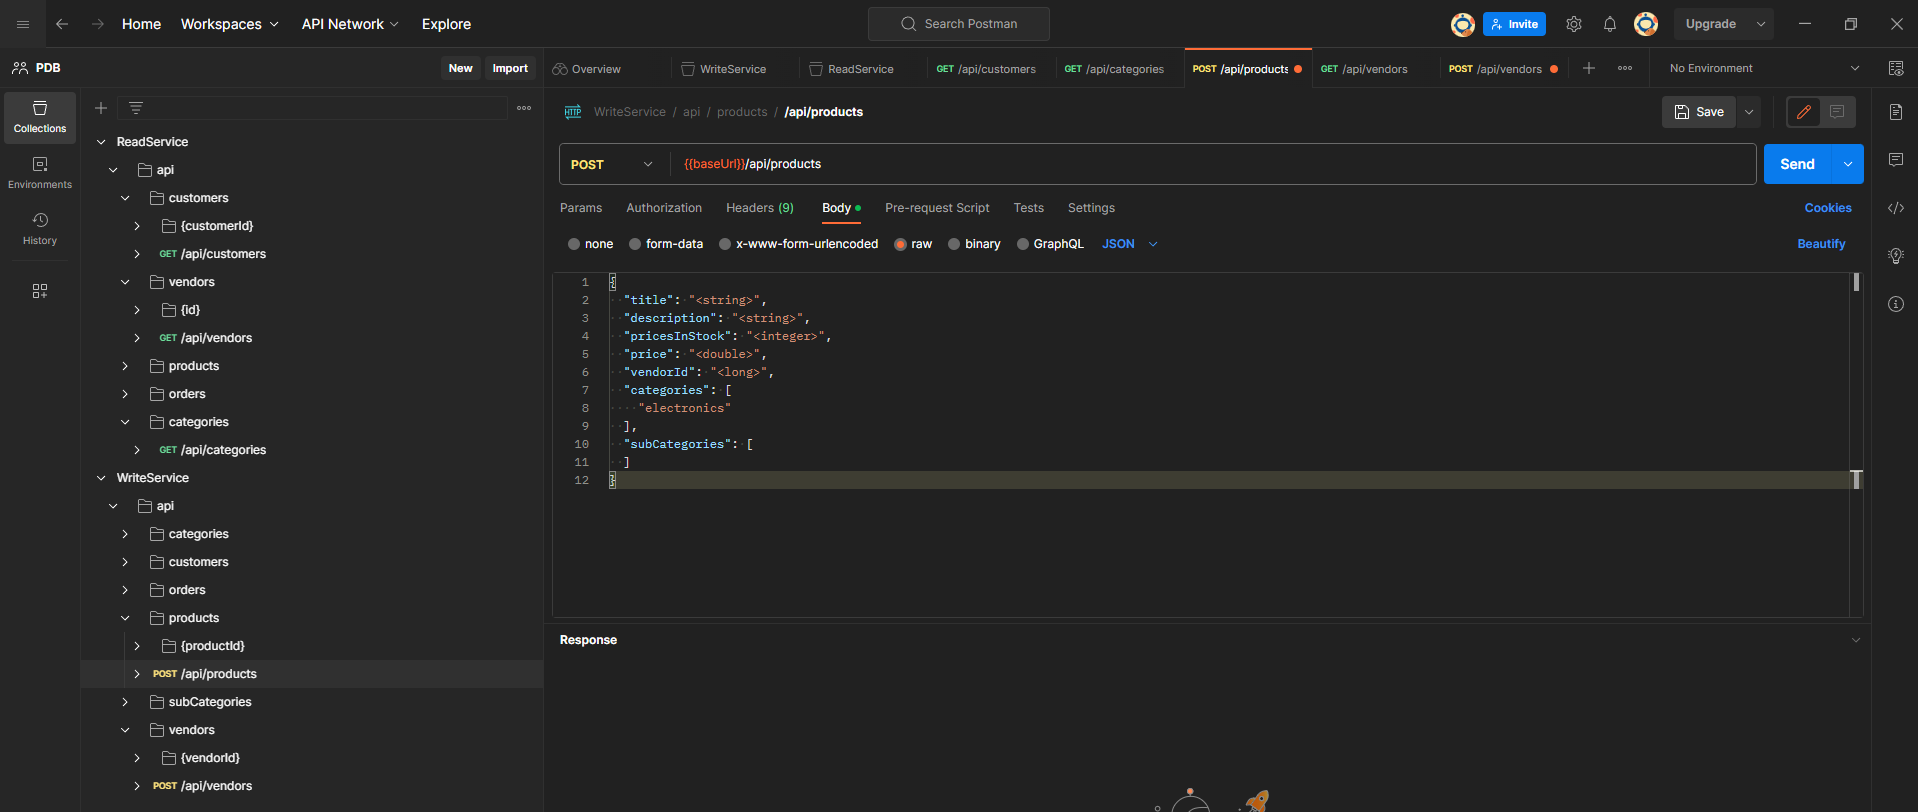 Home Workspaces API Network Explore Search Postman Invite Upgrade
PDB New Import
Overview WriteService ReadService GET /api/customers GET /api/categories POST /api/products GET /api/vendors POST /api/vendors No Environment
Collections
Environments
History
ReadService
api
customers
{customerId}
GET /api/customers
vendors
{id}
GET /api/vendors
products
orders
categories
GET /api/categories
WriteService
api
categories
customers
orders
products
{productId}
POST /api/products
subCategories
vendors
{vendorId}
POST /api/vendors
HTTP WriteService / api / products / /api/products Save
POST {{baseUrl}}/api/products Send
Params Authorization Headers (9) Body Pre-request Script Tests Settings Cookies
none form-data x-www-form-urlencoded raw binary GraphQL JSON Beautify
1 {
2 "title": "<string>",
3 "description": "<string>",
4 "pricesInStock": "<integer>",
5 "price": "<double>",
6 "vendorId": "<long>",
7 "categories": [
8 "electronics"
9 ],
10 "subCategories": [
11 ]
12 }
Response